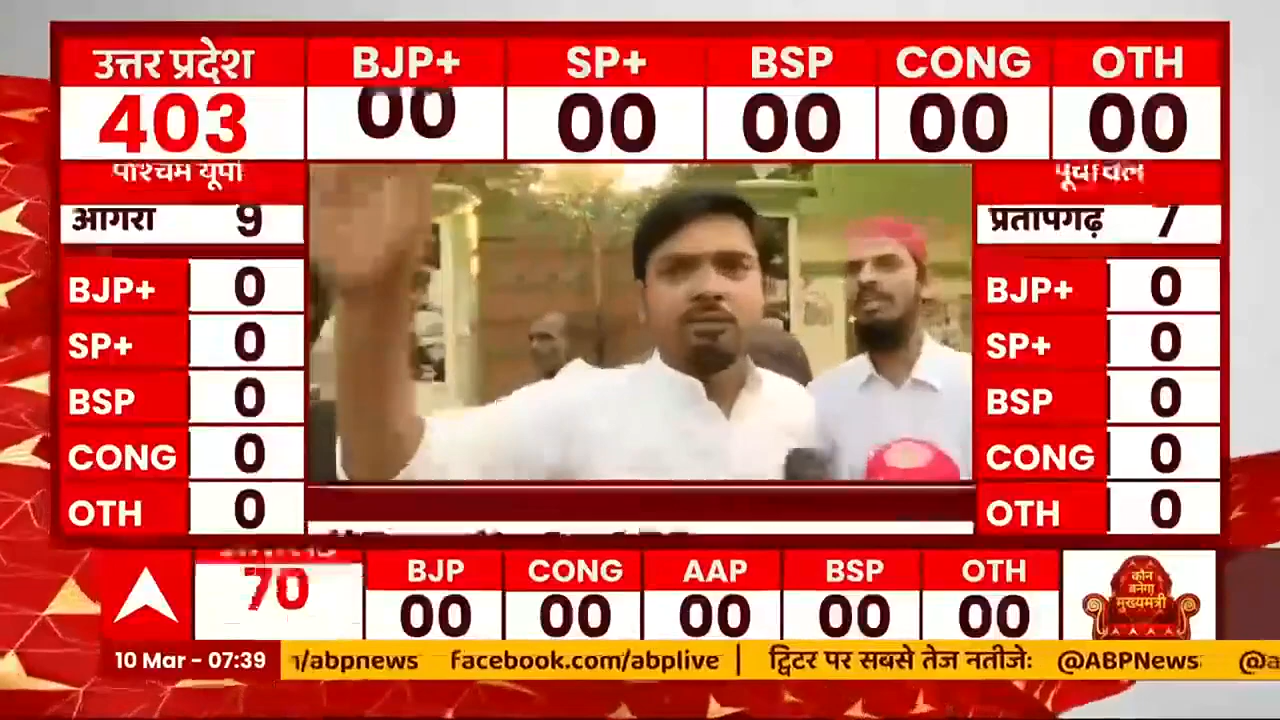 उत्तर प्रदेश BJP+ SP+ BSP CONG OTH
403 00 00 00 00 00
पश्चिम यूपी
आगरा 9
BJP+ 0
SP+ 0
BSP 0
CONG 0
OTH 0
पूर्वांचल
प्रतापगढ़ 7
BJP+ 0
SP+ 0
BSP 0
CONG 0
OTH 0
BJP CONG AAP BSP OTH
70 00 00 00 00 00
कौन
बनेगा
मुख्यमंत्री
10 Mar - 07:39 /abpnews facebook.com/abplive | ट्विटर पर सबसे तेज नतीजेः @ABPNews @a